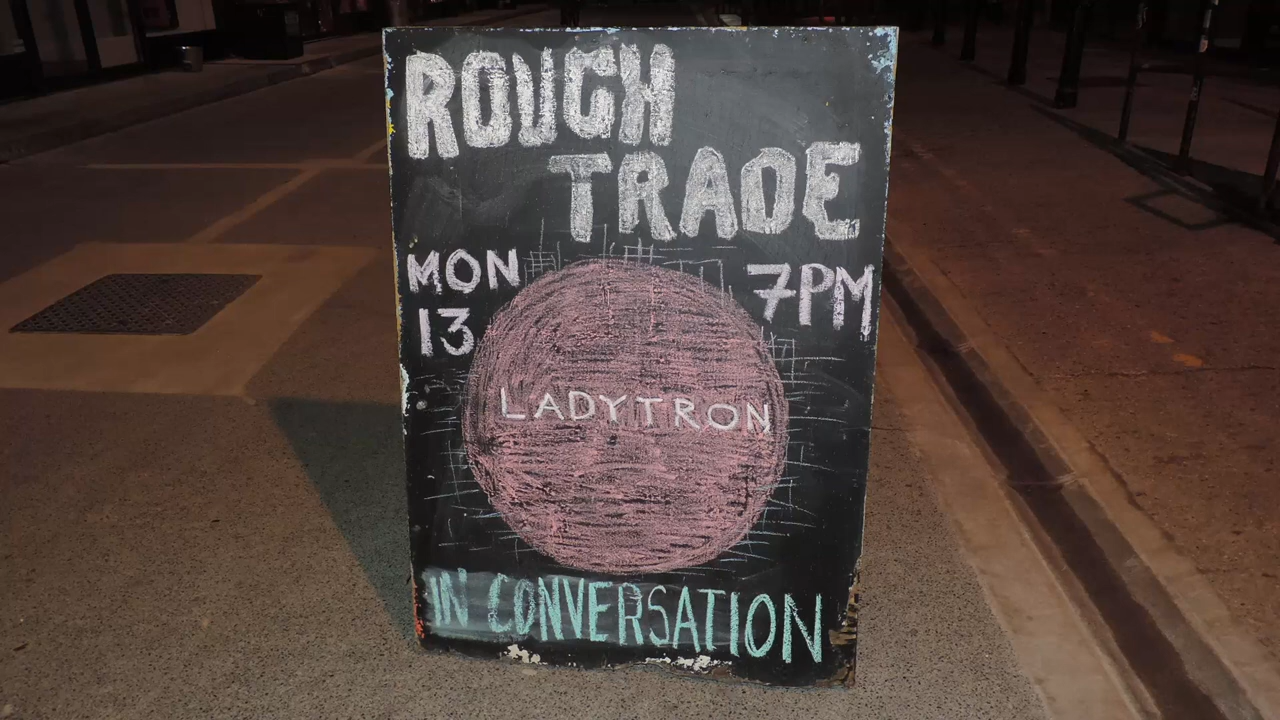 ROUGH
TRADE
MON 7PM
13
LADYTRON
IN CONVERSATION